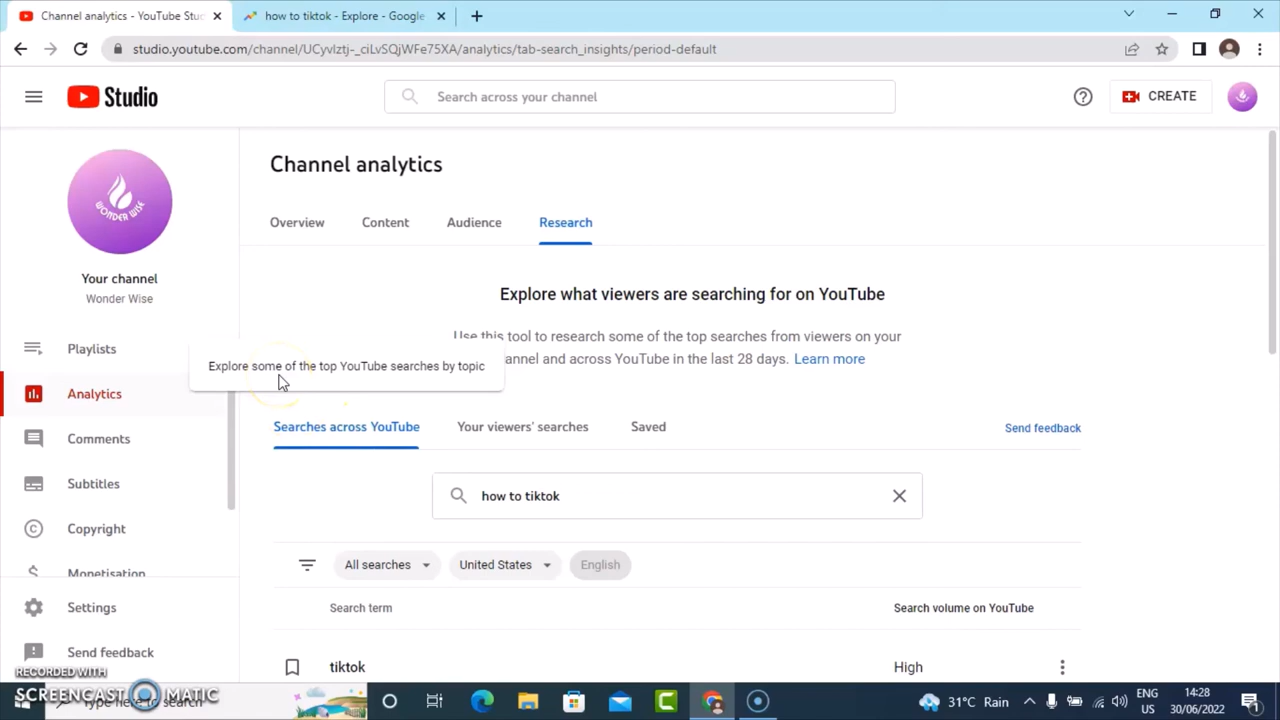 Channel analytics - YouTube Stu
how to tiktok - Explore - Google
studio.youtube.com/channel/UCyvlztj-_ciLvSQjWFe75XA/analytics/tab-search_insights/period-default
Studio
Search across your channel
CREATE
WONDER WISE
Your channel
Wonder Wise
Playlists
Analytics
Comments
Subtitles
Copyright
Monetisation
Settings
Send feedback
Channel analytics
Overview
Content
Audience
Research
Explore what viewers are searching for on YouTube
Use this tool to research some of the top searches from viewers on your
channel and across YouTube in the last 28 days. Learn more
Explore some of the top YouTube searches by topic
Searches across YouTube
Your viewers' searches
Saved
Send feedback
how to tiktok
All searches
United States
English
Search term
Search volume on YouTube
tiktok
High
RECORDED WITH
SCREENCAST MATIC
Type here to search
31°C Rain
ENG
US
14:28
30/06/2022
1